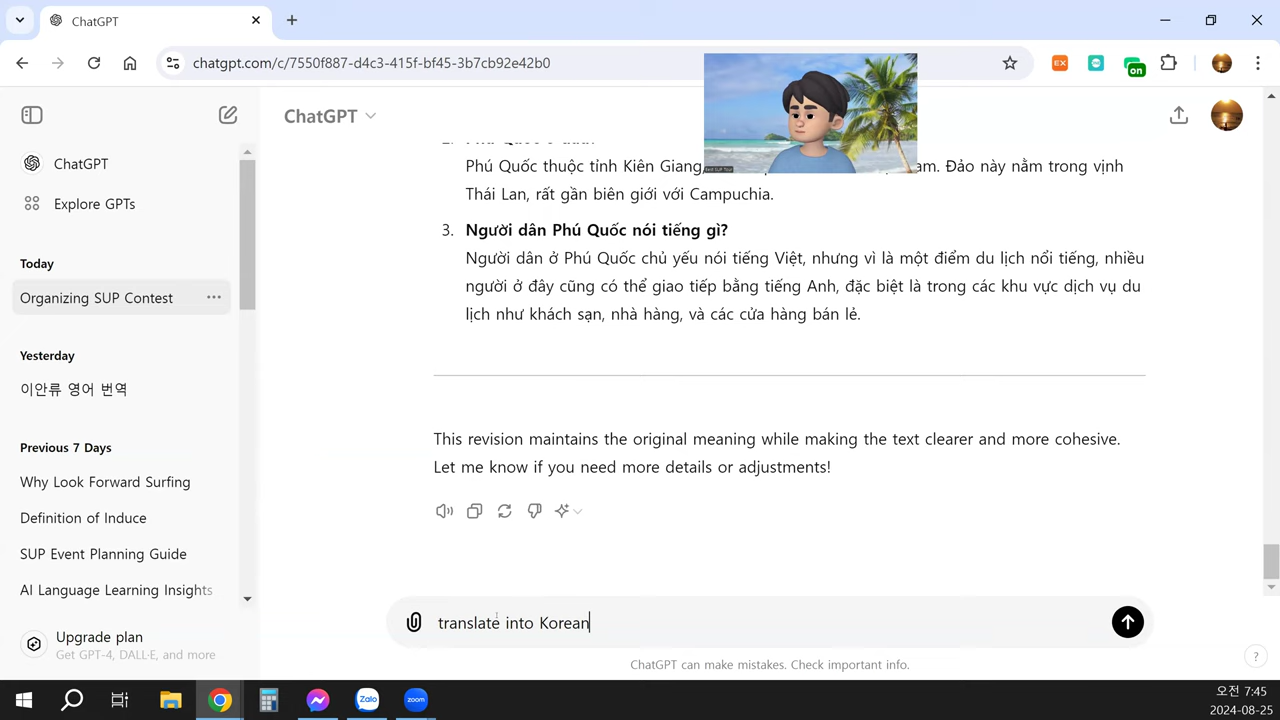 ChatGPT
chatgpt.com/c/7550f887-d4c3-415f-bf45-3b7cb92e42b0
EX
on
ChatGPT
ChatGPT
Explore GPTs
Today
Organizing SUP Contest
Yesterday
이안류 영어 번역
Previous 7 Days
Why Look Forward Surfing
Definition of Induce
SUP Event Planning Guide
AI Language Learning Insights
Upgrade plan
Get GPT-4, DALL·E, and more
Phú Quốc thuộc tỉnh Kiên Giang, am. Đảo này nằm trong vịnh
Thái Lan, rất gần biên giới với Campuchia.
3. Người dân Phú Quốc nói tiếng gì?
Người dân ở Phú Quốc chủ yếu nói tiếng Việt, nhưng vì là một điểm du lịch nổi tiếng, nhiều
người ở đây cũng có thể giao tiếp bằng tiếng Anh, đặc biệt là trong các khu vực dịch vụ du
lịch như khách sạn, nhà hàng, và các cửa hàng bán lẻ.
This revision maintains the original meaning while making the text clearer and more cohesive.
Let me know if you need more details or adjustments!
translate into Korean
ChatGPT can make mistakes. Check important info.
?
Zalo
zoom
오전 7:45
2024-08-25